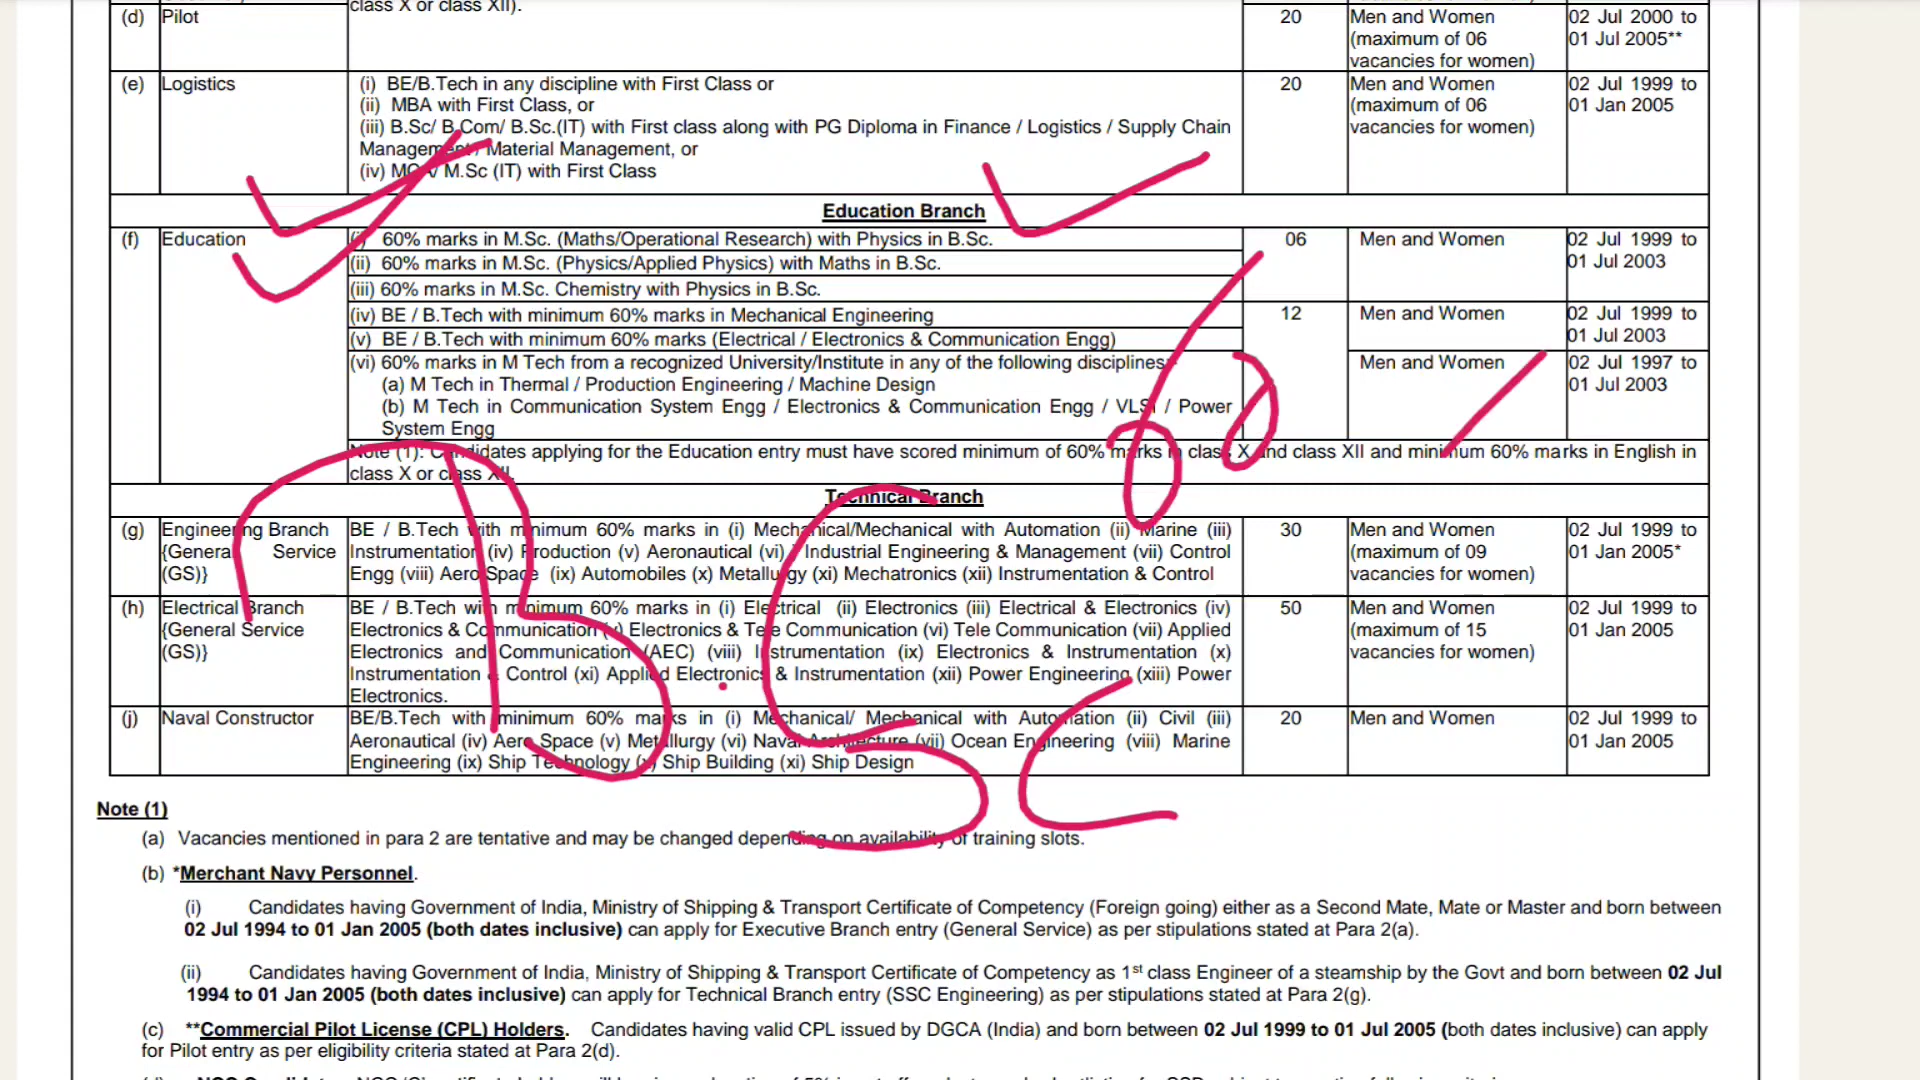 class X or class XII).
(d) Pilot 20 Men and Women 02 Jul 2000 to
(maximum of 06 01 Jul 2005**
vacancies for women)
(e) Logistics (i) BE/B.Tech in any discipline with First Class or 20 Men and Women 02 Jul 1999 to
(ii) MBA with First Class, or (maximum of 06 01 Jan 2005
(iii) B.Sc/ B.Com/ B.Sc.(IT) with First class along with PG Diploma in Finance / Logistics / Supply Chain vacancies for women)
Management / Material Management, or
(iv) MCA/ M.Sc (IT) with First Class
Education Branch
(f) Education (i) 60% marks in M.Sc. (Maths/Operational Research) with Physics in B.Sc. 06 Men and Women 02 Jul 1999 to
01 Jul 2003
(ii) 60% marks in M.Sc. (Physics/Applied Physics) with Maths in B.Sc.
(iii) 60% marks in M.Sc. Chemistry with Physics in B.Sc.
(iv) BE / B.Tech with minimum 60% marks in Mechanical Engineering 12 Men and Women 02 Jul 1999 to
01 Jul 2003
(v) BE / B.Tech with minimum 60% marks (Electrical / Electronics & Communication Engg)
(vi) 60% marks in M Tech from a recognized University/Institute in any of the following disciplines: Men and Women 02 Jul 1997 to
(a) M Tech in Thermal / Production Engineering / Machine Design 01 Jul 2003
(b) M Tech in Communication System Engg / Electronics & Communication Engg / VLSI / Power
System Engg
Note (1): Candidates applying for the Education entry must have scored minimum of 60% marks in class X and class XII and minimum 60% marks in English in
class X or class XII.
Technical Branch
(g) Engineering Branch BE / B.Tech with minimum 60% marks in (i) Mechanical/Mechanical with Automation (ii) Marine (iii) 30 Men and Women 02 Jul 1999 to
{General Service Instrumentation (iv) Production (v) Aeronautical (vi) Industrial Engineering & Management (vii) Control (maximum of 09 01 Jan 2005*
(GS)} Engg (viii) Aero Space (ix) Automobiles (x) Metallurgy (xi) Mechatronics (xii) Instrumentation & Control vacancies for women)
(h) Electrical Branch BE / B.Tech with minimum 60% marks in (i) Electrical (ii) Electronics (iii) Electrical & Electronics (iv) 50 Men and Women 02 Jul 1999 to
{General Service Electronics & Communication (v) Electronics & Tele Communication (vi) Tele Communication (vii) Applied (maximum of 15 01 Jan 2005
(GS)} Electronics and Communication (AEC) (viii) Instrumentation (ix) Electronics & Instrumentation (x) vacancies for women)
Instrumentation & Control (xi) Applied Electronics & Instrumentation (xii) Power Engineering (xiii) Power
Electronics.
(j) Naval Constructor BE/B.Tech with minimum 60% marks in (i) Mechanical/ Mechanical with Automation (ii) Civil (iii) 20 Men and Women 02 Jul 1999 to
Aeronautical (iv) Aero Space (v) Metallurgy (vi) Naval Architecture (vii) Ocean Engineering (viii) Marine 01 Jan 2005
Engineering (ix) Ship Technology (x) Ship Building (xi) Ship Design
Note (1)
(a) Vacancies mentioned in para 2 are tentative and may be changed depending on availability of training slots.
(b) *Merchant Navy Personnel.
(i) Candidates having Government of India, Ministry of Shipping & Transport Certificate of Competency (Foreign going) either as a Second Mate, Mate or Master and born between
02 Jul 1994 to 01 Jan 2005 (both dates inclusive) can apply for Executive Branch entry (General Service) as per stipulations stated at Para 2(a).
(ii) Candidates having Government of India, Ministry of Shipping & Transport Certificate of Competency as 1st class Engineer of a steamship by the Govt and born between 02 Jul
1994 to 01 Jan 2005 (both dates inclusive) can apply for Technical Branch entry (SSC Engineering) as per stipulations stated at Para 2(g).
(c) **Commercial Pilot License (CPL) Holders. Candidates having valid CPL issued by DGCA (India) and born between 02 Jul 1999 to 01 Jul 2005 (both dates inclusive) can apply
for Pilot entry as per eligibility criteria stated at Para 2(d).